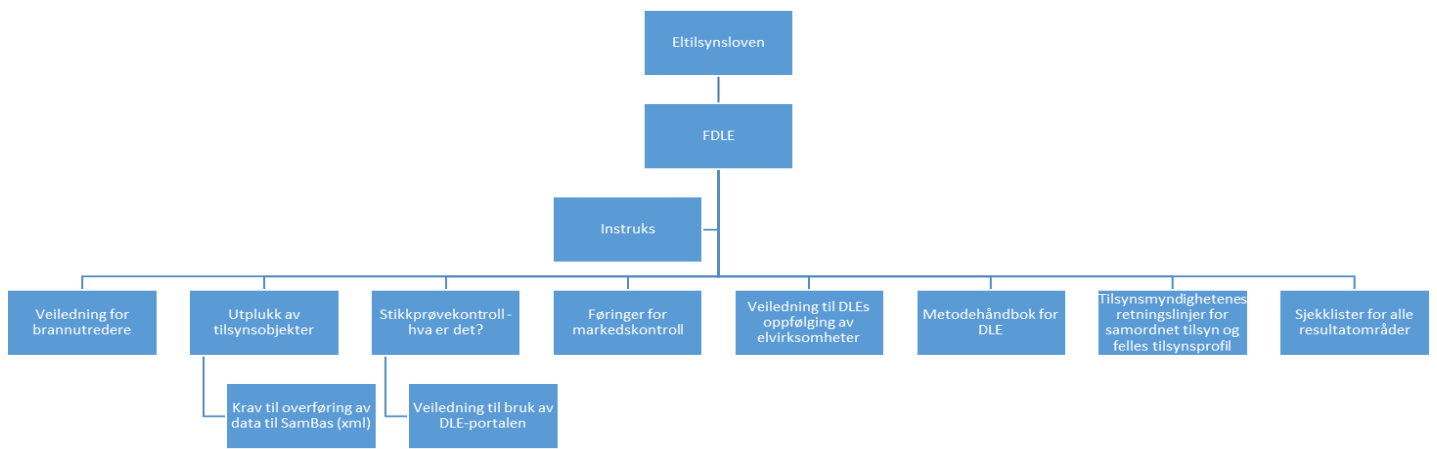 Eltilsynsloven
FDLE
Instruks
Veiledning for
brannutredere
Utplukk av
tilsynsobjekter
Stikkprøvekontroll -
hva er det?
Føringer for
markedskontroll
Veiledning til DLEs
oppfølging av
elvirksomheter
Metodehåndbok for
DLE
Tilsynsmyndighetenes
retningslinjer for
samordnet tilsyn og
felles tilsynsprofil
Sjekklister for alle
resultatområder
Krav til overføring av
data til SamBas (xml)
Veiledning til bruk av
DLE-portalen